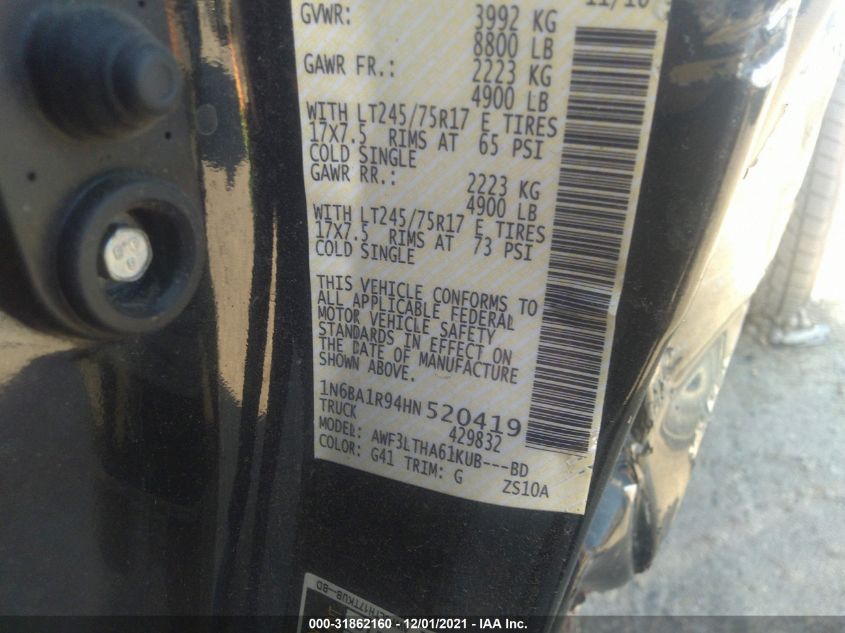 11/16
GVWR: 3992 KG
8800 LB
GAWR FR.: 2223 KG
4900 LB
WITH LT245/75R17 E TIRES
17X7.5 RIMS AT 65 PSI
COLD SINGLE
GAWR RR.: 2223 KG
4900 LB
WITH LT245/75R17 E TIRES
17X7.5 RIMS AT 73 PSI
COLD SINGLE
THIS VEHICLE CONFORMS TO
ALL APPLICABLE FEDERAL
MOTOR VEHICLE SAFETY
STANDARDS IN EFFECT ON
THE DATE OF MANUFACTURE
SHOWN ABOVE.
1N6BA1R94HN520419
TRUCK 429832
MODEL: AWF3LTHA61KUB---BD
COLOR: G41 TRIM: G ZS10A
000-31862160 - 12/01/2021 - IAA Inc.